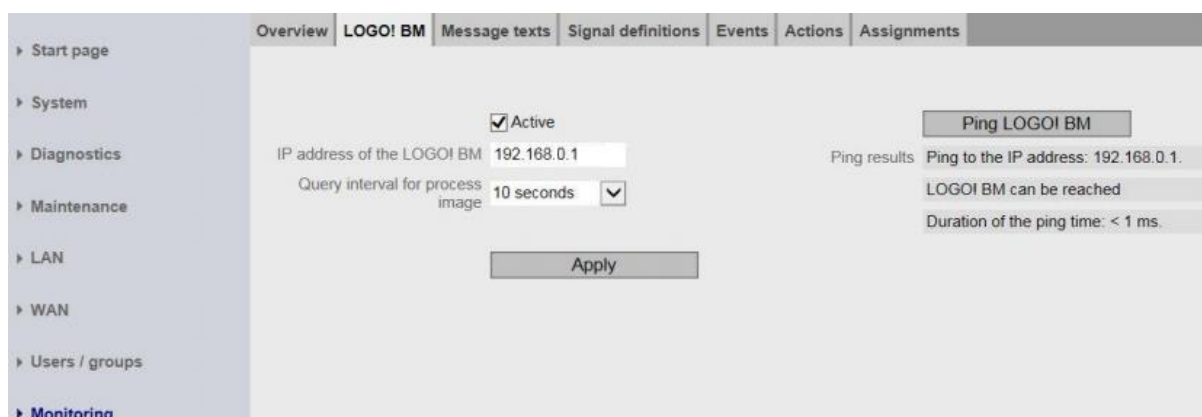 Overview LOGO! BM Message texts Signal definitions Events Actions Assignments
Start page
System
Diagnostics
Maintenance
LAN
WAN
Users / groups
Monitoring
Active
IP address of the LOGO! BM 192.168.0.1
Query interval for process
image 10 seconds
Apply
Ping LOGO! BM
Ping results Ping to the IP address: 192.168.0.1.
LOGO! BM can be reached
Duration of the ping time: < 1 ms.